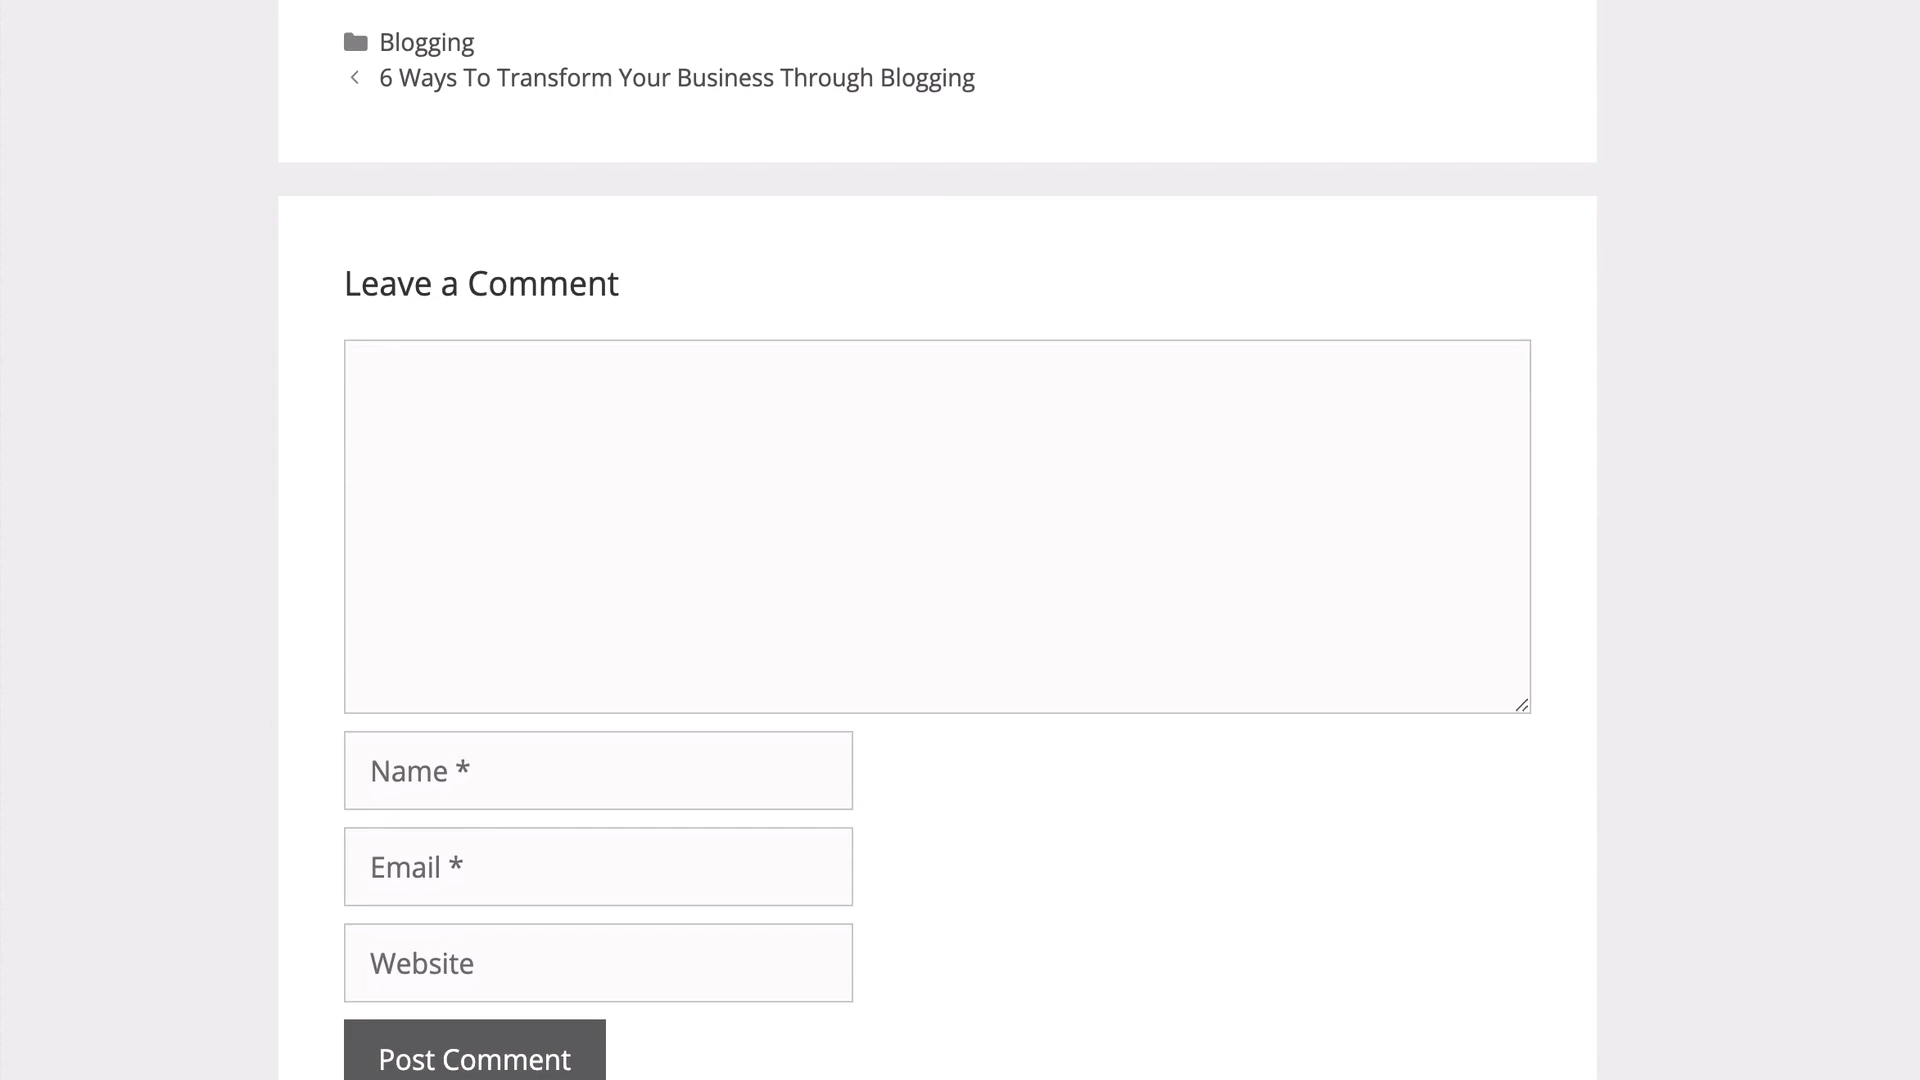 Blogging
6 Ways To Transform Your Business Through Blogging
Leave a Comment
Name *
Email *
Website
Post Comment